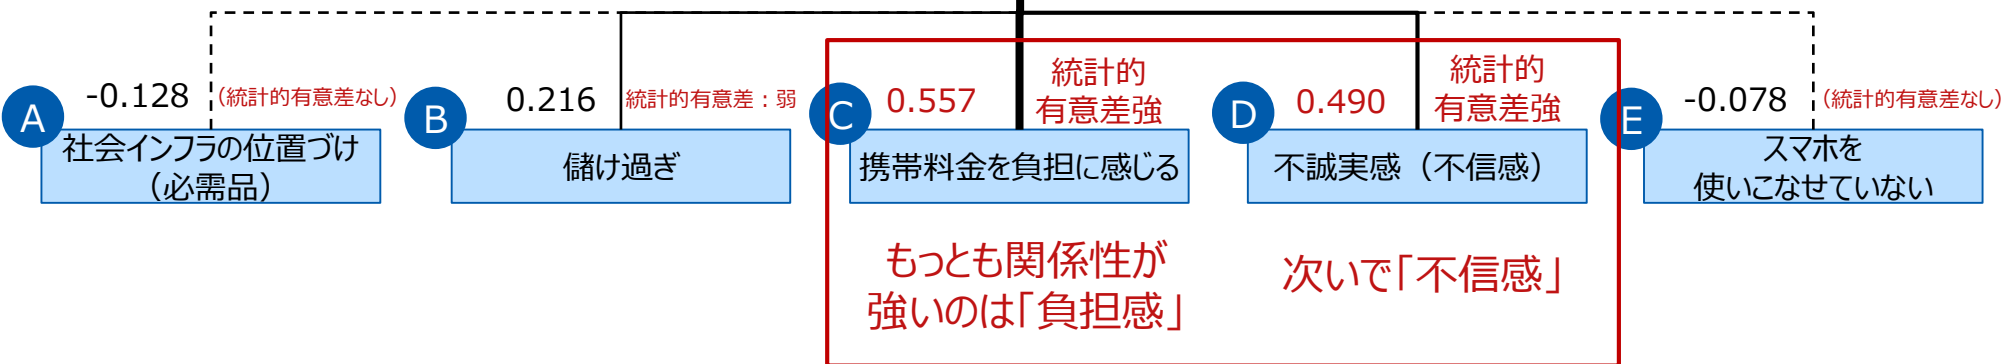 A
-0.128
(統計的有意差なし)
社会インフラの位置づけ
(必需品)
B
0.216
統計的有意差：弱
儲け過ぎ
C
0.557
統計的
有意差強
携帯料金を負担に感じる
D
0.490
統計的
有意差強
不誠実感（不信感）
E
-0.078
(統計的有意差なし)
スマホを
使いこなせていない
もっとも関係性が
強いのは「負担感」
次いで「不信感」